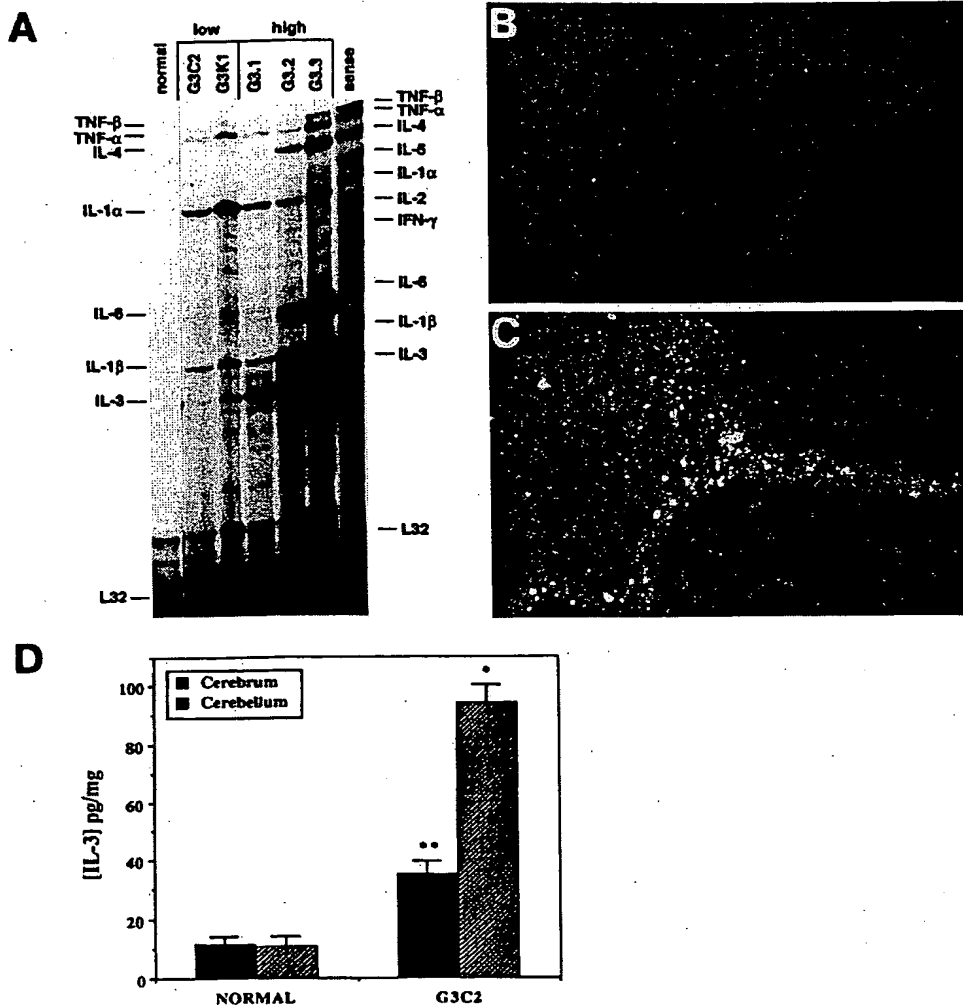 A
low
high
normal
G3C2
G3K1
G3.1
G3.2
G3.3
sense
TNF-β
TNF-α
IL-4
IL-1α
IL-6
IL-1β
IL-3
L32
TNF-β
TNF-α
IL-4
IL-5
IL-1α
IL-2
IFN-γ
IL-6
IL-1β
IL-3
L32
B
C
D
Cerebrum
Cerebellum
[IL-3] pg/mg
100
80
60
40
20
0
**
*
NORMAL
G3C2